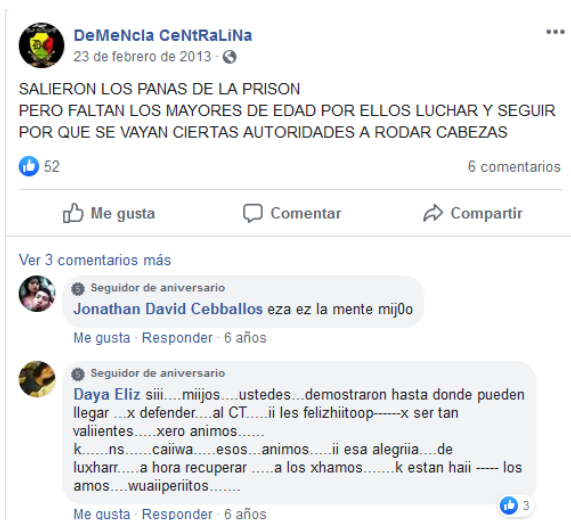 DeMeNcIa CeNtRaLiNa
23 de febrero de 2013
SALIERON LOS PANAS DE LA PRISON
PERO FALTAN LOS MAYORES DE EDAD POR ELLOS LUCHAR Y SEGUIR
POR QUE SE VAYAN CIERTAS AUTORIDADES A RODAR CABEZAS
52
6 comentarios
Me gusta
Comentar
Compartir
Ver 3 comentarios más
Seguidor de aniversario
Jonathan David Cebballos eza ez la mente mij0o
Me gusta · Responder · 6 años
Seguidor de aniversario
Daya Eliz siii....miijos....ustedes...demostraron hasta donde pueden
llegar ...x defender....al CT.....ii les felizhiitoop------x ser tan
valiientes.....xero animos......
k......ns......caiiwa....esos...animos....ii esa alegriia....de
luxharr.....a hora recuperar .....a los xhamos.......k estan haii ----- los
amos....wuaiiperiitos.......
3
Me gusta · Responder · 6 años